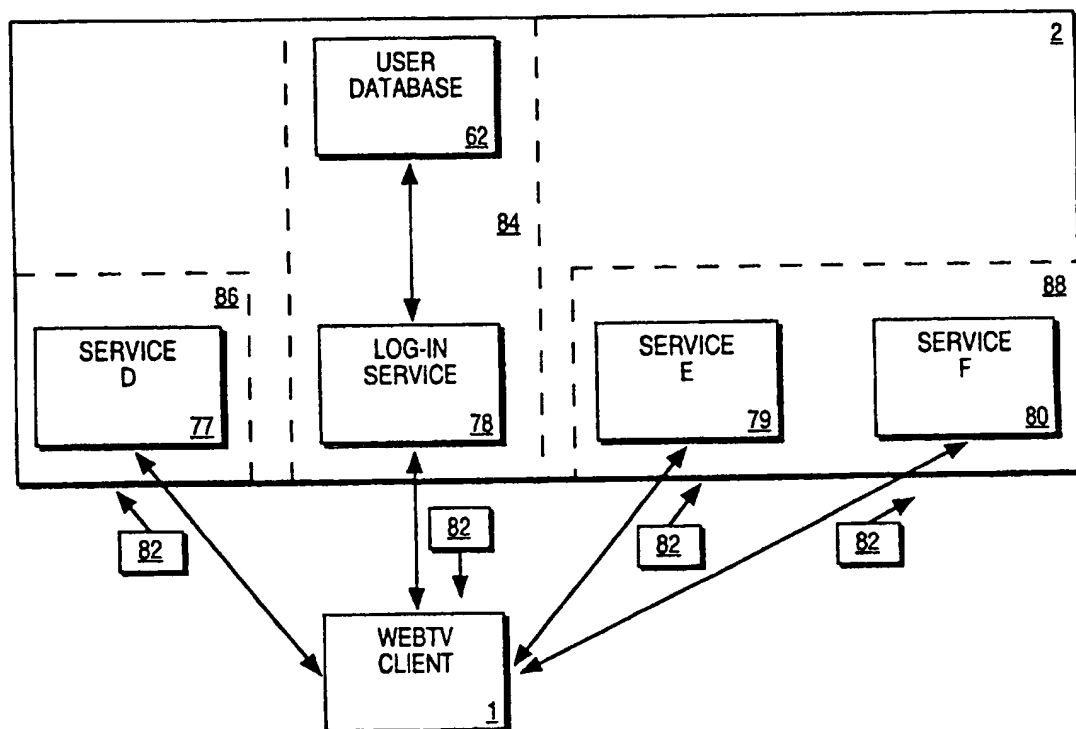 2
USER
DATABASE
62
84
86
88
SERVICE
D
77
LOG-IN
SERVICE
78
SERVICE
E
79
SERVICE
F
80
82
82
82
82
WEBTV
CLIENT
1